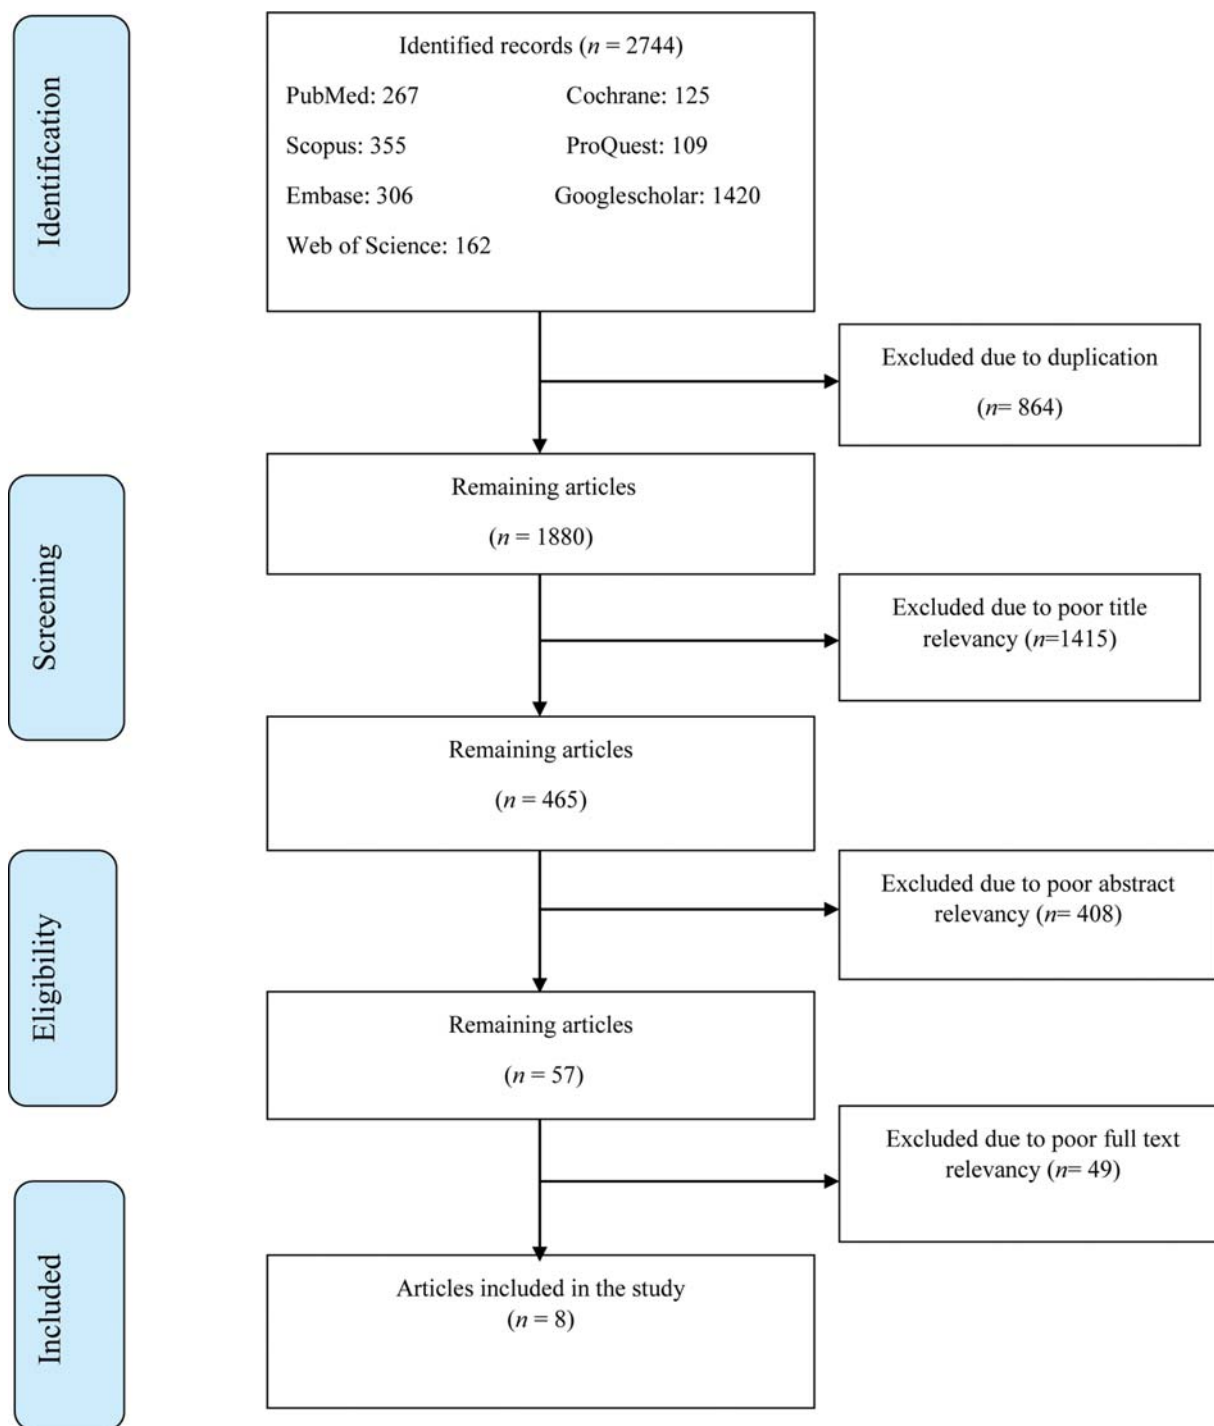 Identification
Identified records (n = 2744)
PubMed: 267 Cochrane: 125
Scopus: 355 ProQuest: 109
Embase: 306 Googlescholar: 1420
Web of Science: 162
Excluded due to duplication
(n= 864)
Screening
Remaining articles
(n = 1880)
Excluded due to poor title
relevancy (n=1415)
Remaining articles
(n = 465)
Eligibility
Excluded due to poor abstract
relevancy (n= 408)
Remaining articles
(n = 57)
Excluded due to poor full text
relevancy (n= 49)
Included
Articles included in the study
(n = 8)